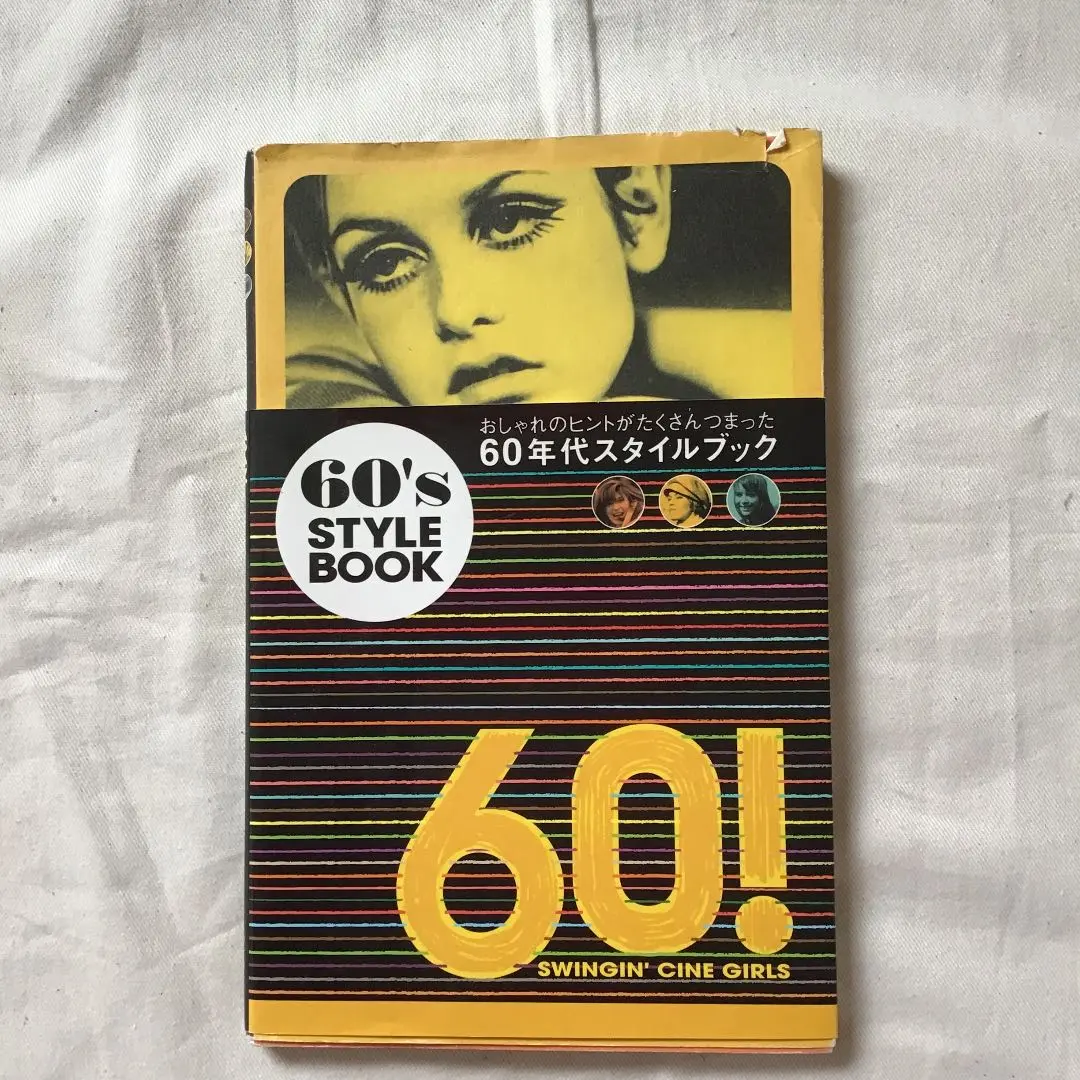 おしゃれのヒントがたくさんつまった
60年代スタイルブック
60's
STYLE
BOOK
60!
SWINGIN' CINE GIRLS